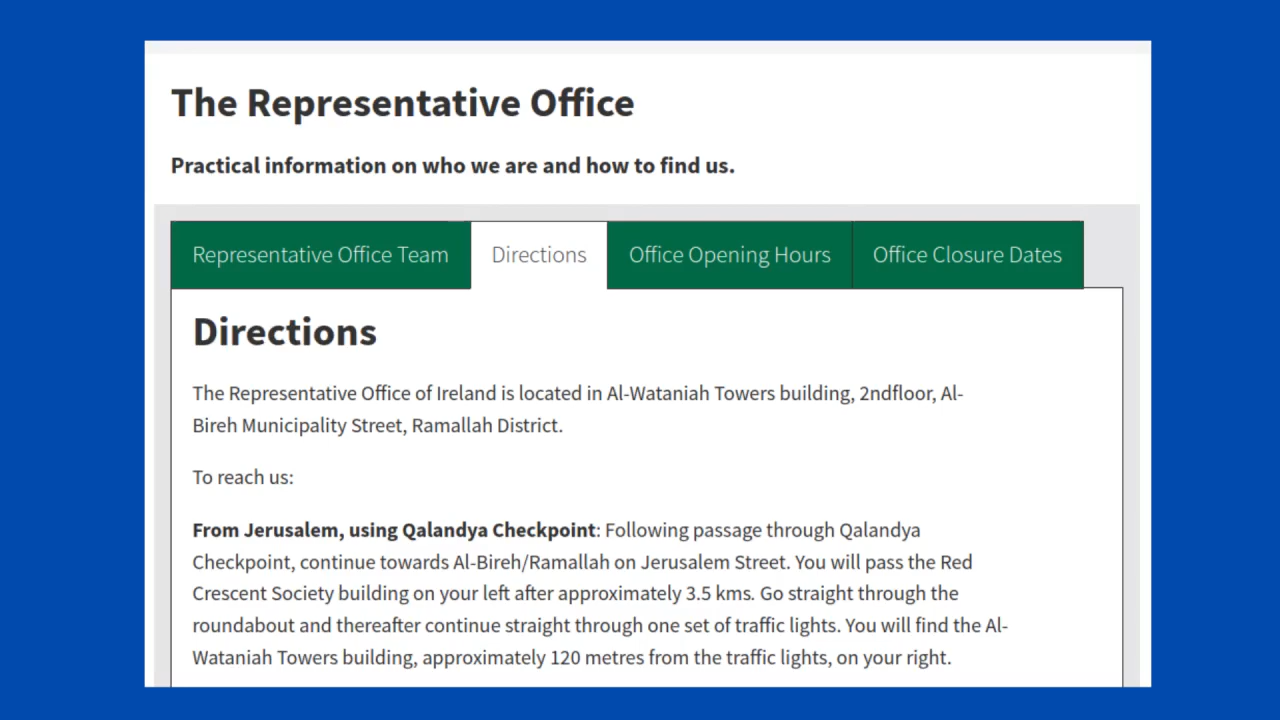 The Representative Office
Practical information on who we are and how to find us.
Representative Office Team
Directions
Office Opening Hours
Office Closure Dates
Directions
The Representative Office of Ireland is located in Al-Wataniah Towers building, 2ndfloor, Al-
Bireh Municipality Street, Ramallah District.
To reach us:
From Jerusalem, using Qalandya Checkpoint: Following passage through Qalandya
Checkpoint, continue towards Al-Bireh/Ramallah on Jerusalem Street. You will pass the Red
Crescent Society building on your left after approximately 3.5 kms. Go straight through the
roundabout and thereafter continue straight through one set of traffic lights. You will find the Al-
Wataniah Towers building, approximately 120 metres from the traffic lights, on your right.